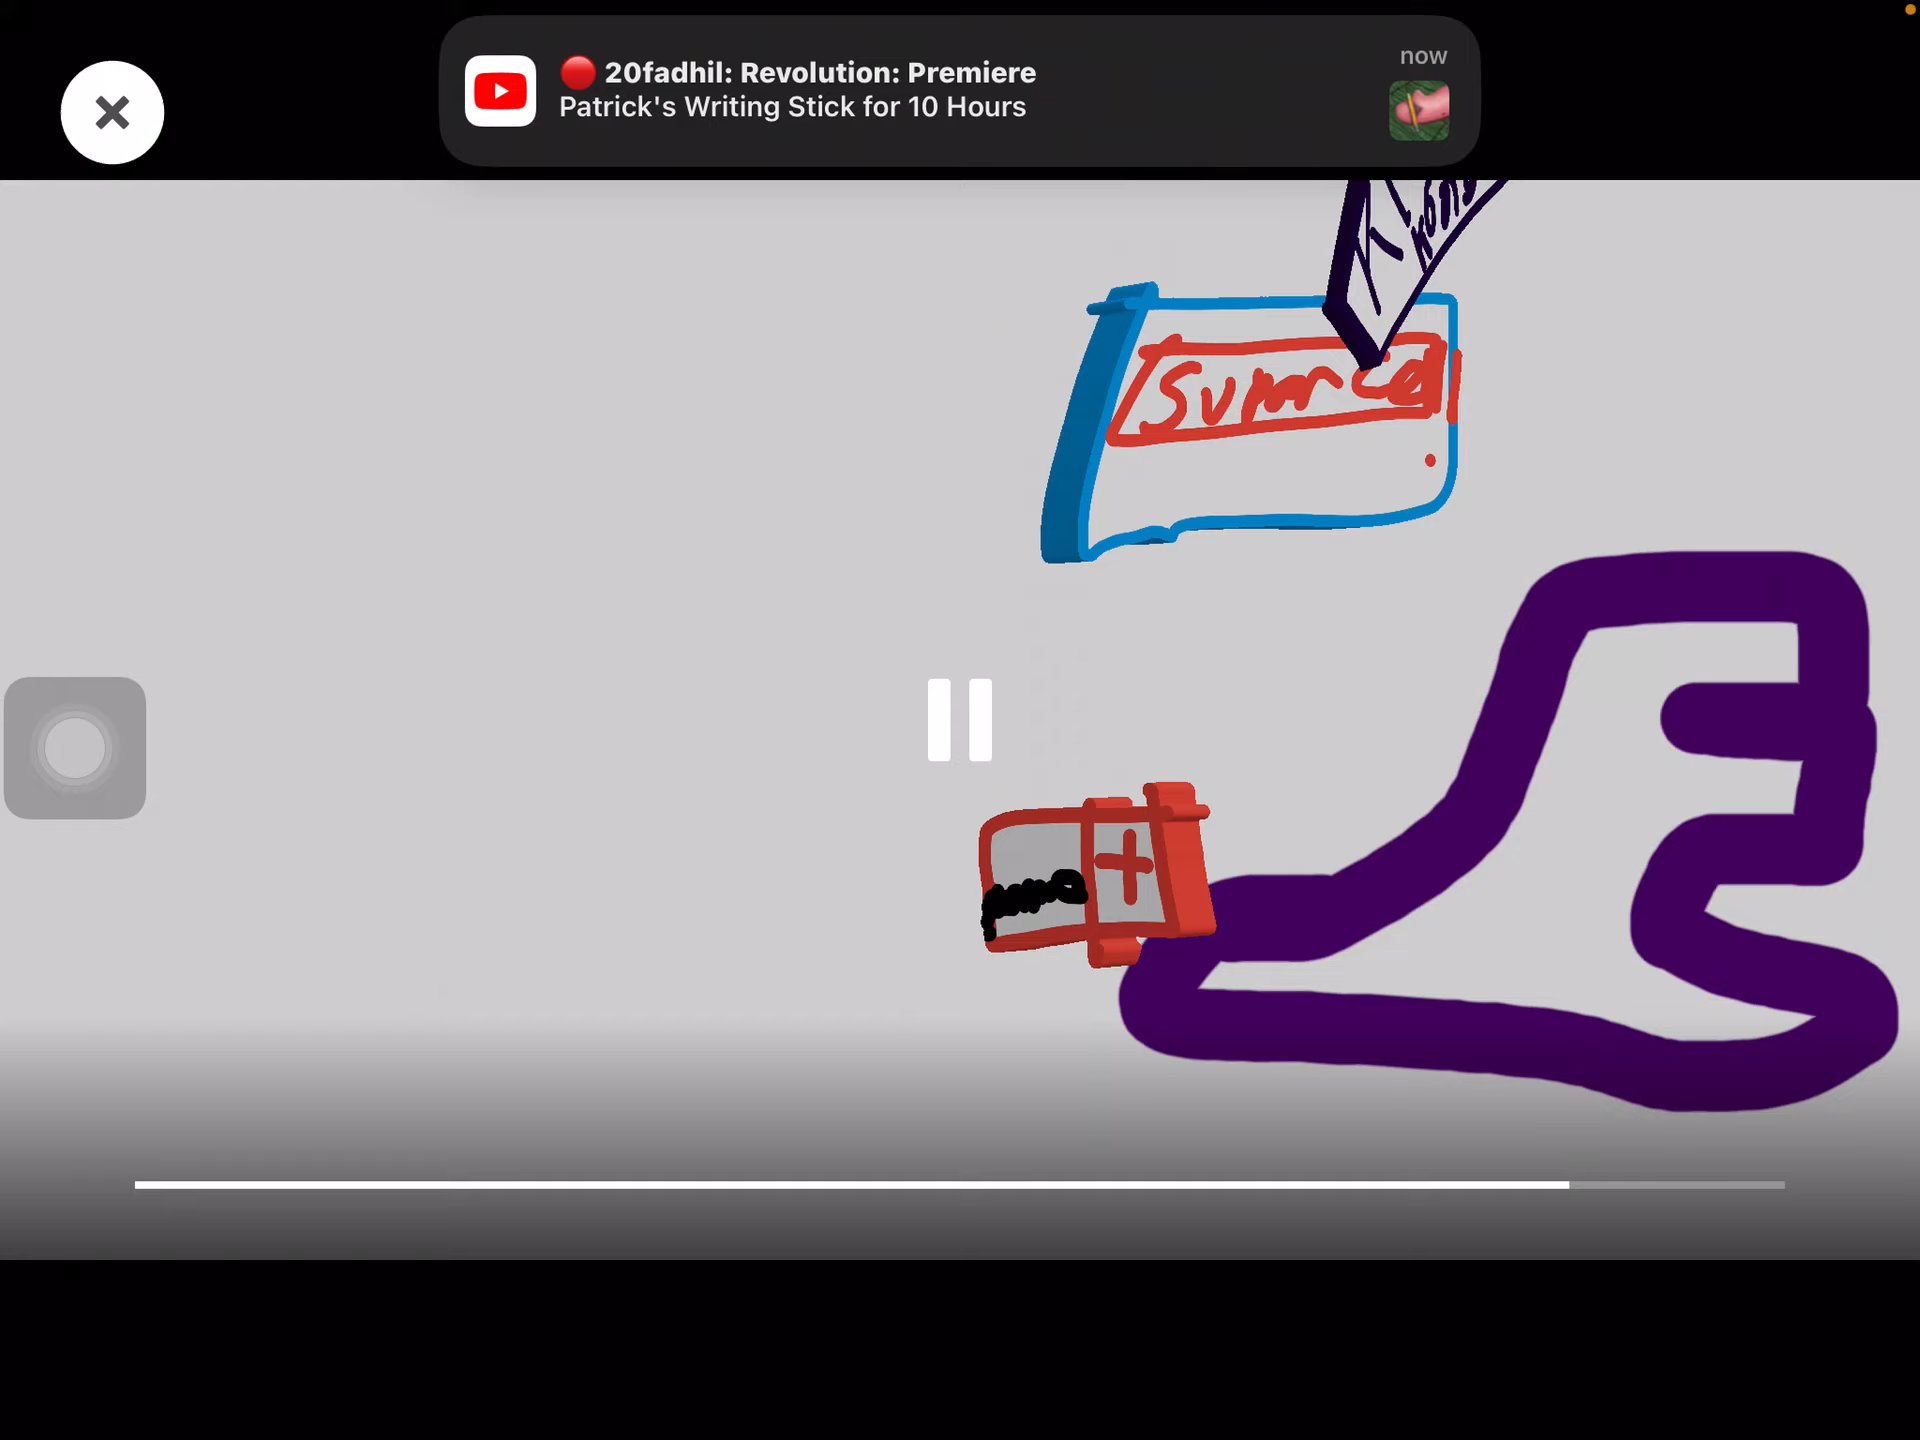 🔴 20fadhil: Revolution: Premiere
now
Patrick's Writing Stick for 10 Hours